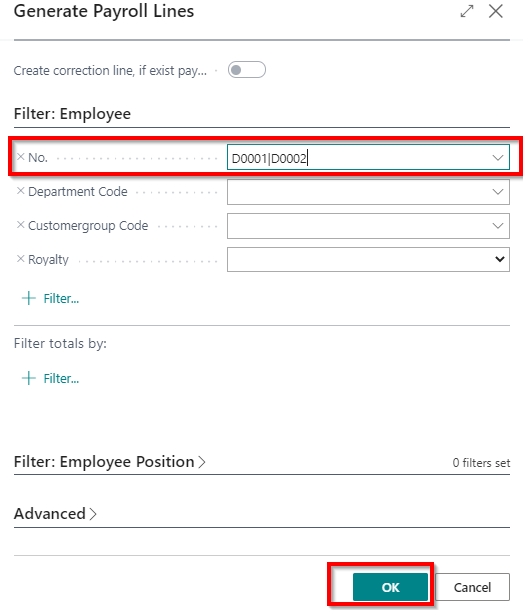 Generate Payroll Lines
Create correction line, if exist pay...
Filter: Employee
No. D0001|D0002
Department Code
Customergroup Code
Royalty
Filter...
Filter totals by:
Filter...
Filter: Employee Position 0 filters set
Advanced
OK Cancel